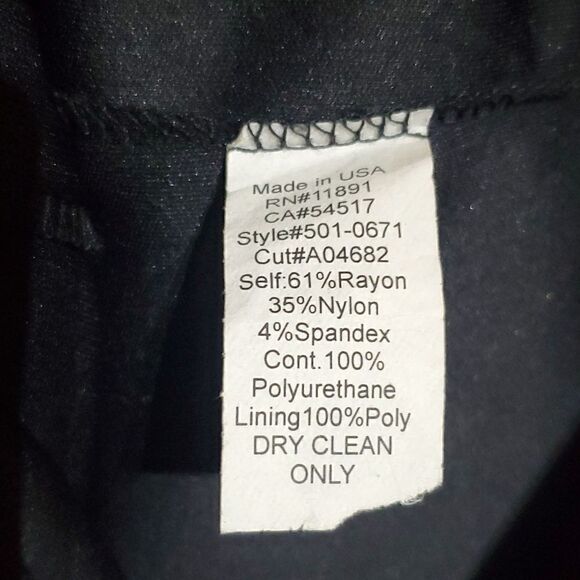 Made in USA
RN#11891
CA#54517
Style#501-0671
Cut#A04682
Self:61%Rayon
35%Nylon
4%Spandex
Cont.100%
Polyurethane
Lining100%Poly
DRY CLEAN
ONLY